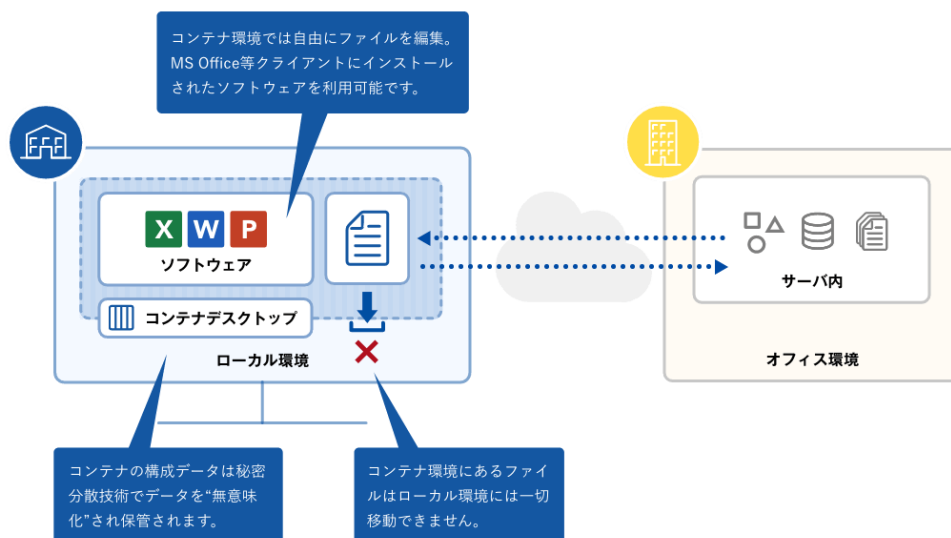 コンテナ環境では自由にファイルを編集。
MS Office等クライアントにインストール
されたソフトウェアを利用可能です。
X W P
ソフトウェア
サーバ内
コンテナデスクトップ
ローカル環境
オフィス環境
コンテナの構成データは秘密
分散技術でデータを“無意味
化”され保管されます。
コンテナ環境にあるファイ
ルはローカル環境には一切
移動できません。